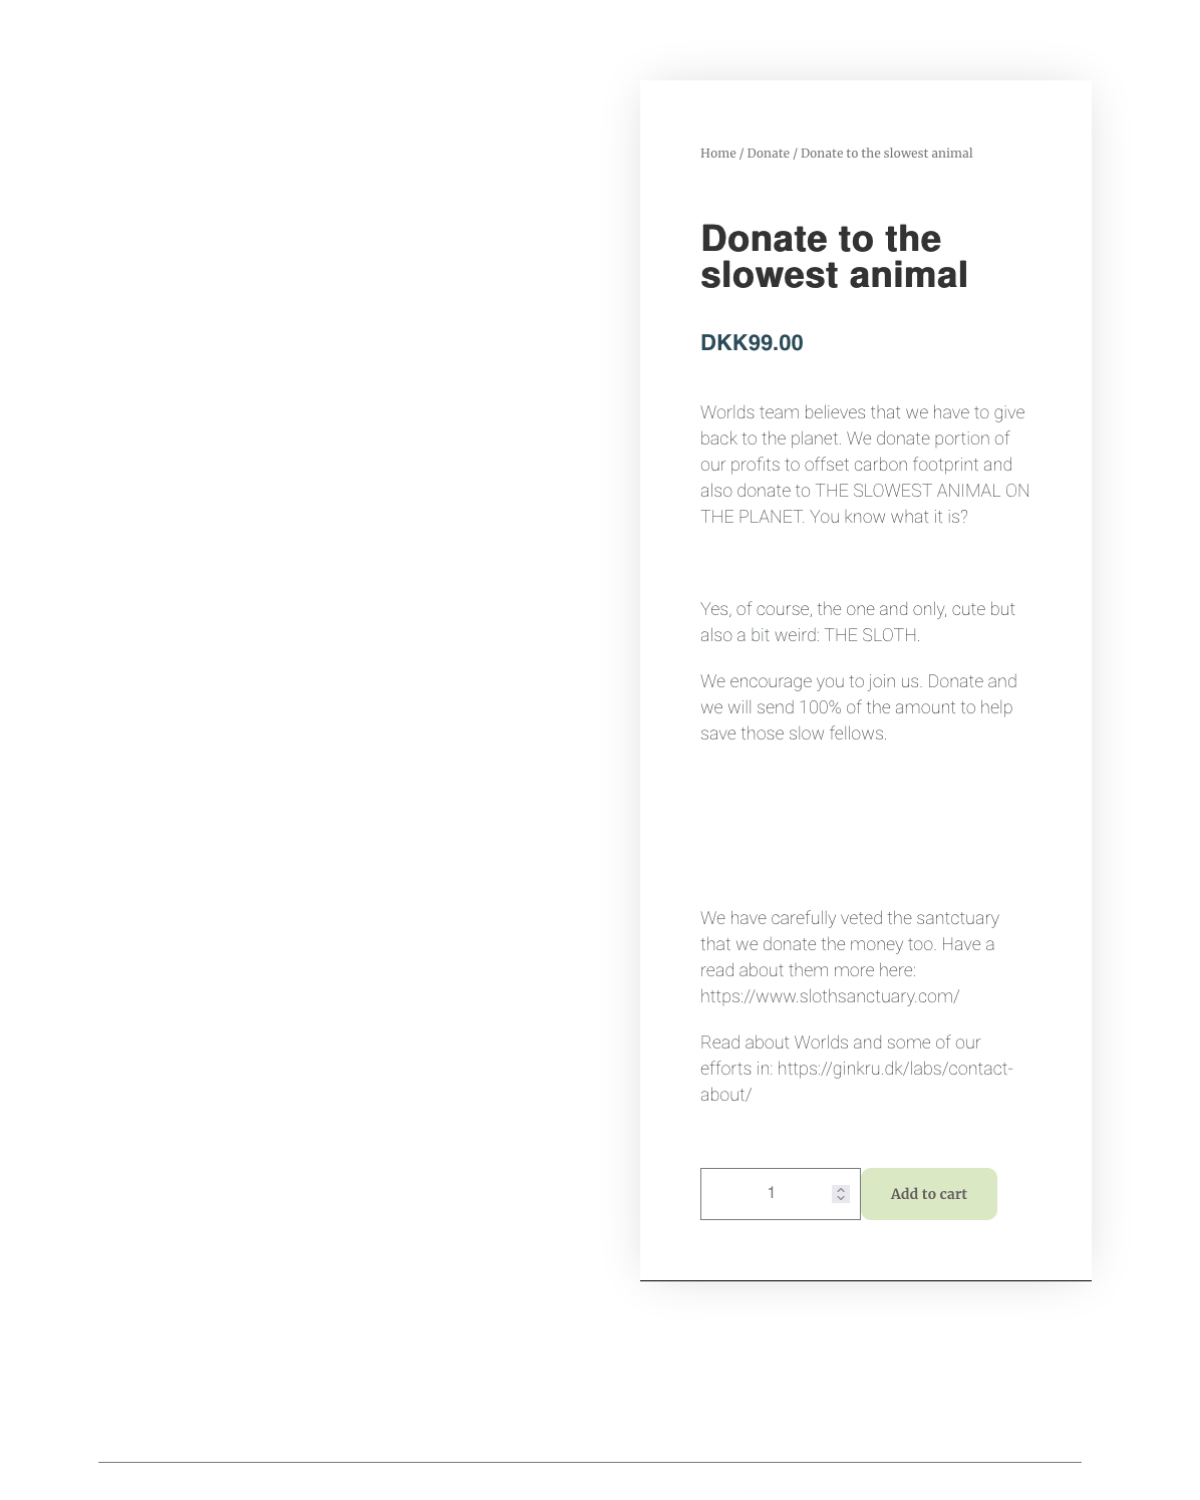 Home / Donate / Donate to the slowest animal
Donate to the
slowest animal
DKK99.00
Worlds team believes that we have to give
back to the planet. We donate portion of
our profits to offset carbon footprint and
also donate to THE SLOWEST ANIMAL ON
THE PLANET. You know what it is?
Yes, of course, the one and only, cute but
also a bit weird: THE SLOTH.
We encourage you to join us. Donate and
we will send 100% of the amount to help
save those slow fellows.
We have carefully veted the santctuary
that we donate the money too. Have a
read about them more here:
https://www.slothsanctuary.com/
Read about Worlds and some of our
efforts in: https://ginkru.dk/labs/contact-
about/
1
Add to cart